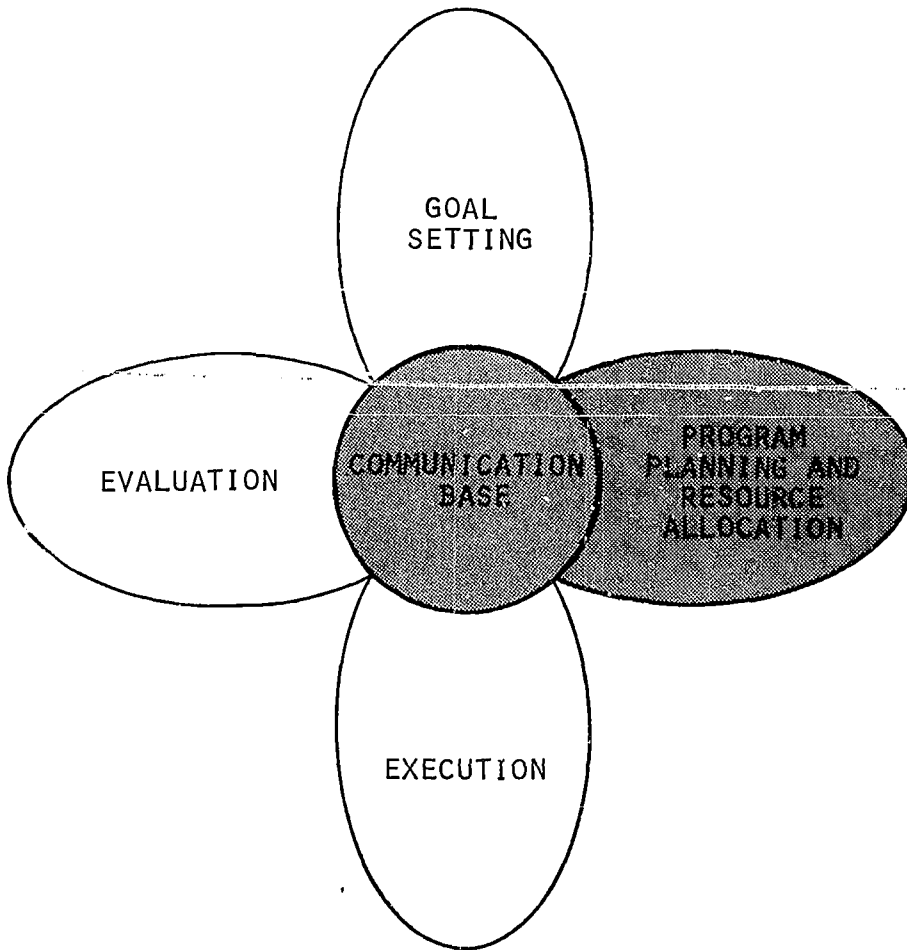 GOAL
SETTING
EVALUATION
COMMUNICATION
BASE
PROGRAM
PLANNING AND
RESOURCE
ALLOCATION
EXECUTION